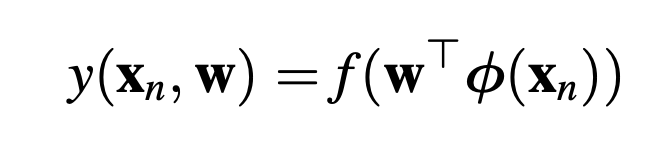 y(𝐱ₙ, 𝐰) = f(𝐰^⊤ 𝝓(𝐱ₙ))